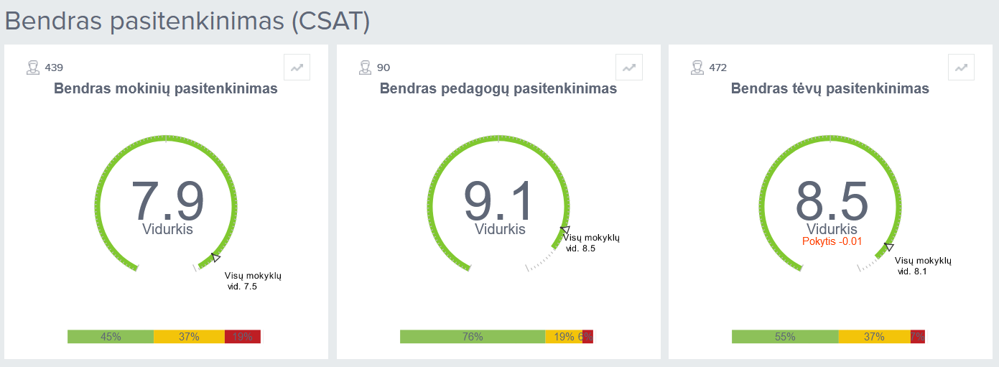 Bendras pasitenkinimas (CSAT)
439
Bendras mokinių pasitenkinimas
7.9
Vidurkis
Visų mokyklų
vid. 7.5
45% 37% 19%
90
Bendras pedagogų pasitenkinimas
9.1
Vidurkis
Visų mokyklų
vid. 8.5
76% 19% 6%
472
Bendras tėvų pasitenkinimas
8.5
Vidurkis
Pokytis -0.01
Visų mokyklų
vid. 8.1
55% 37% 7%